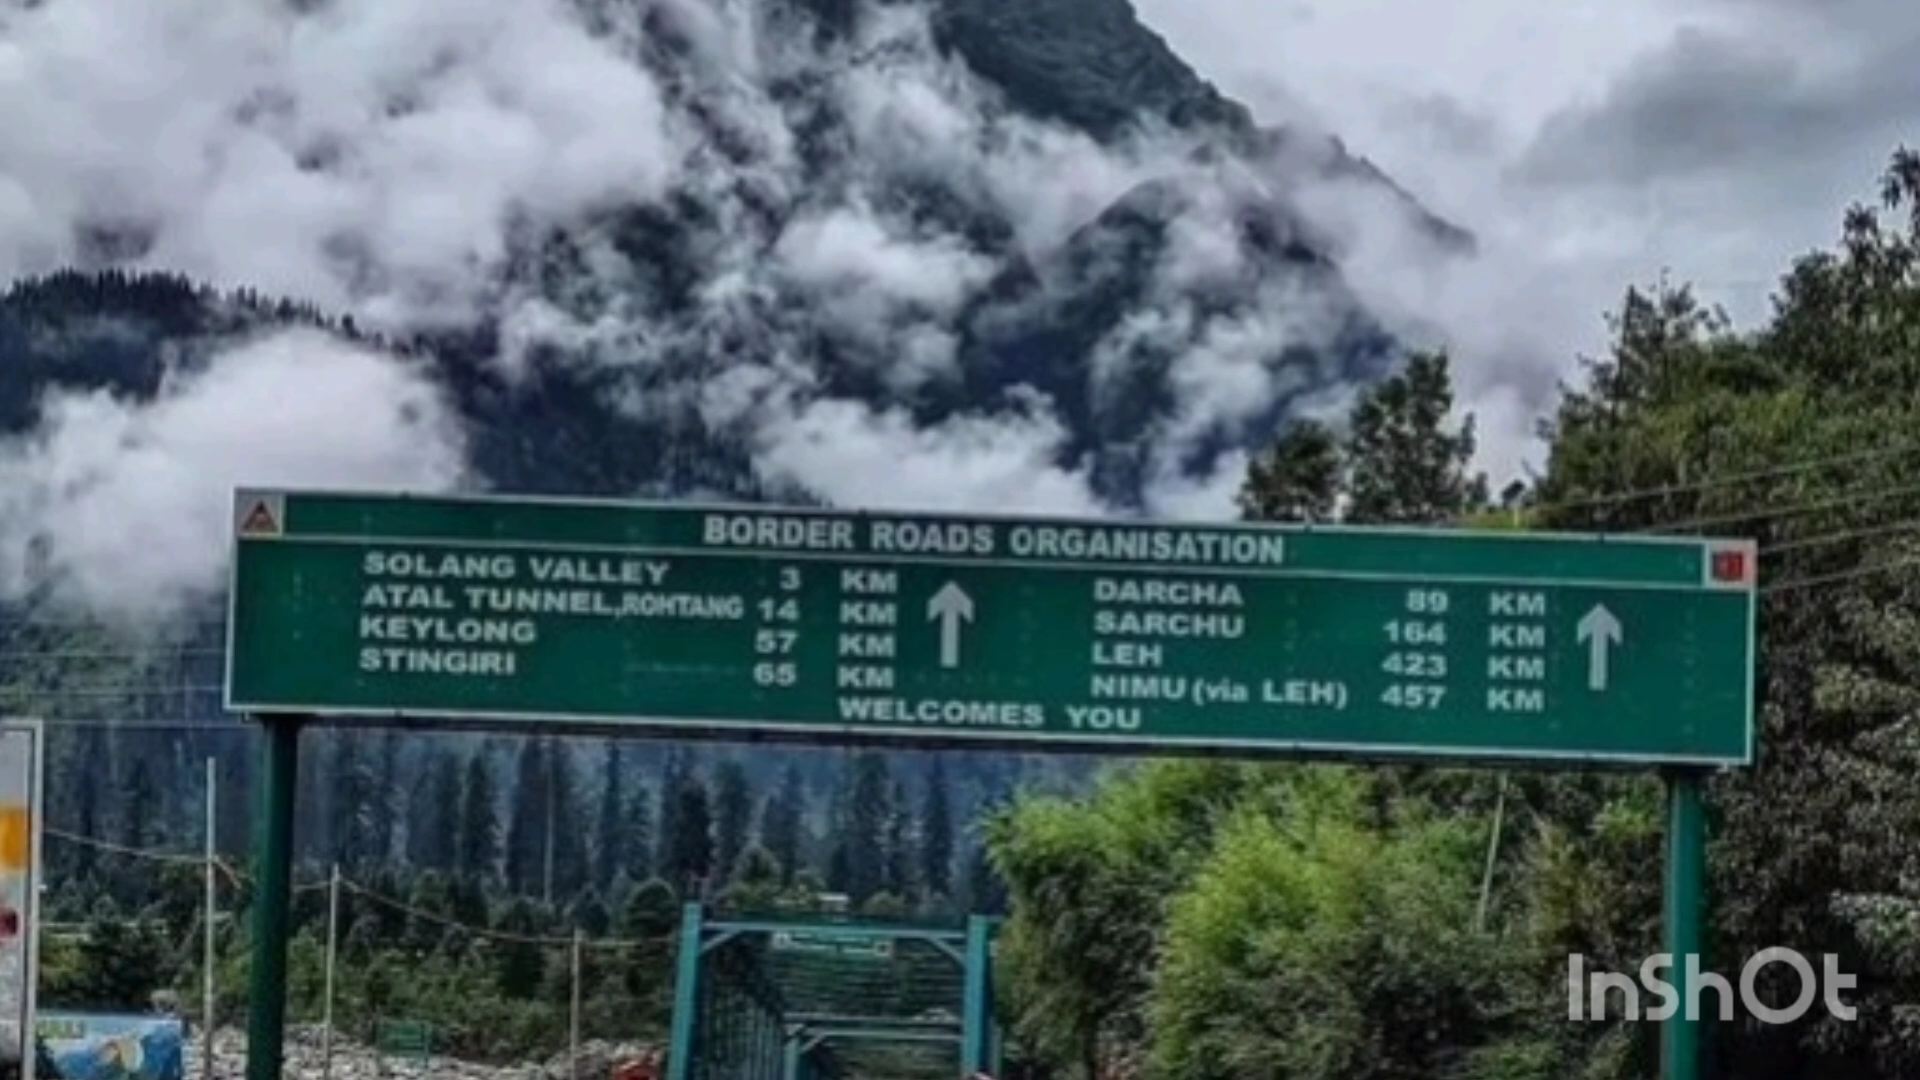 BORDER ROADS ORGANISATION
SOLANG VALLEY 3 KM
ATAL TUNNEL,ROHTANG 14 KM
KEYLONG 57 KM
STINGIRI 65 KM
DARCHA 89 KM
SARCHU 164 KM
LEH 423 KM
NIMU (via LEH) 457 KM
WELCOMES YOU
InShOt